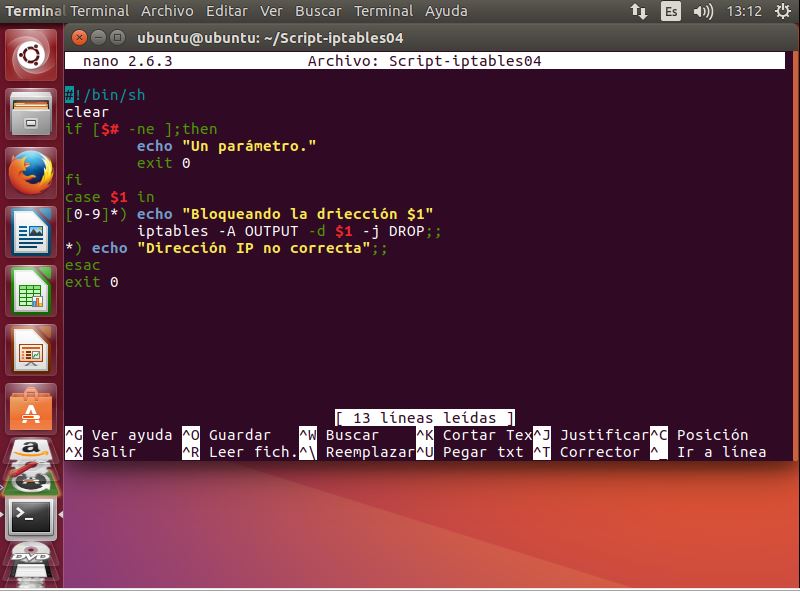 Terminal Terminal Archivo Editar Ver Buscar Terminal Ayuda Es 13:12
ubuntu@ubuntu: ~/Script-iptables04
nano 2.6.3 Archivo: Script-iptables04
#!/bin/sh
clear
if [$# -ne ];then
echo "Un parámetro."
exit 0
fi
case $1 in
[0-9]*) echo "Bloqueando la driección $1"
iptables -A OUTPUT -d $1 -j DROP;;
*) echo "Dirección IP no correcta";;
esac
exit 0
[ 13 líneas leídas ]
^G Ver ayuda ^O Guardar ^W Buscar ^K Cortar Tex^J Justificar^C Posición
^X Salir ^R Leer fich.^\ Reemplazar^U Pegar txt ^T Corrector ^_ Ir a línea